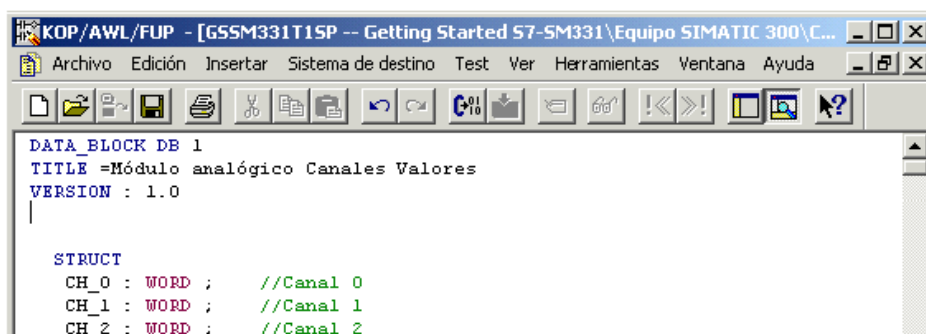 KOP/AWL/FUP - [GSSM331T1SP -- Getting Started S7-SM331\Equipo SIMATIC 300\C...
Archivo Edición Insertar Sistema de destino Test Ver Herramientas Ventana Ayuda
DATA_BLOCK DB 1
TITLE =Módulo analógico Canales Valores
VERSION : 1.0
STRUCT
CH_0 : WORD ; //Canal 0
CH_1 : WORD ; //Canal 1
CH_2 : WORD ; //Canal 2